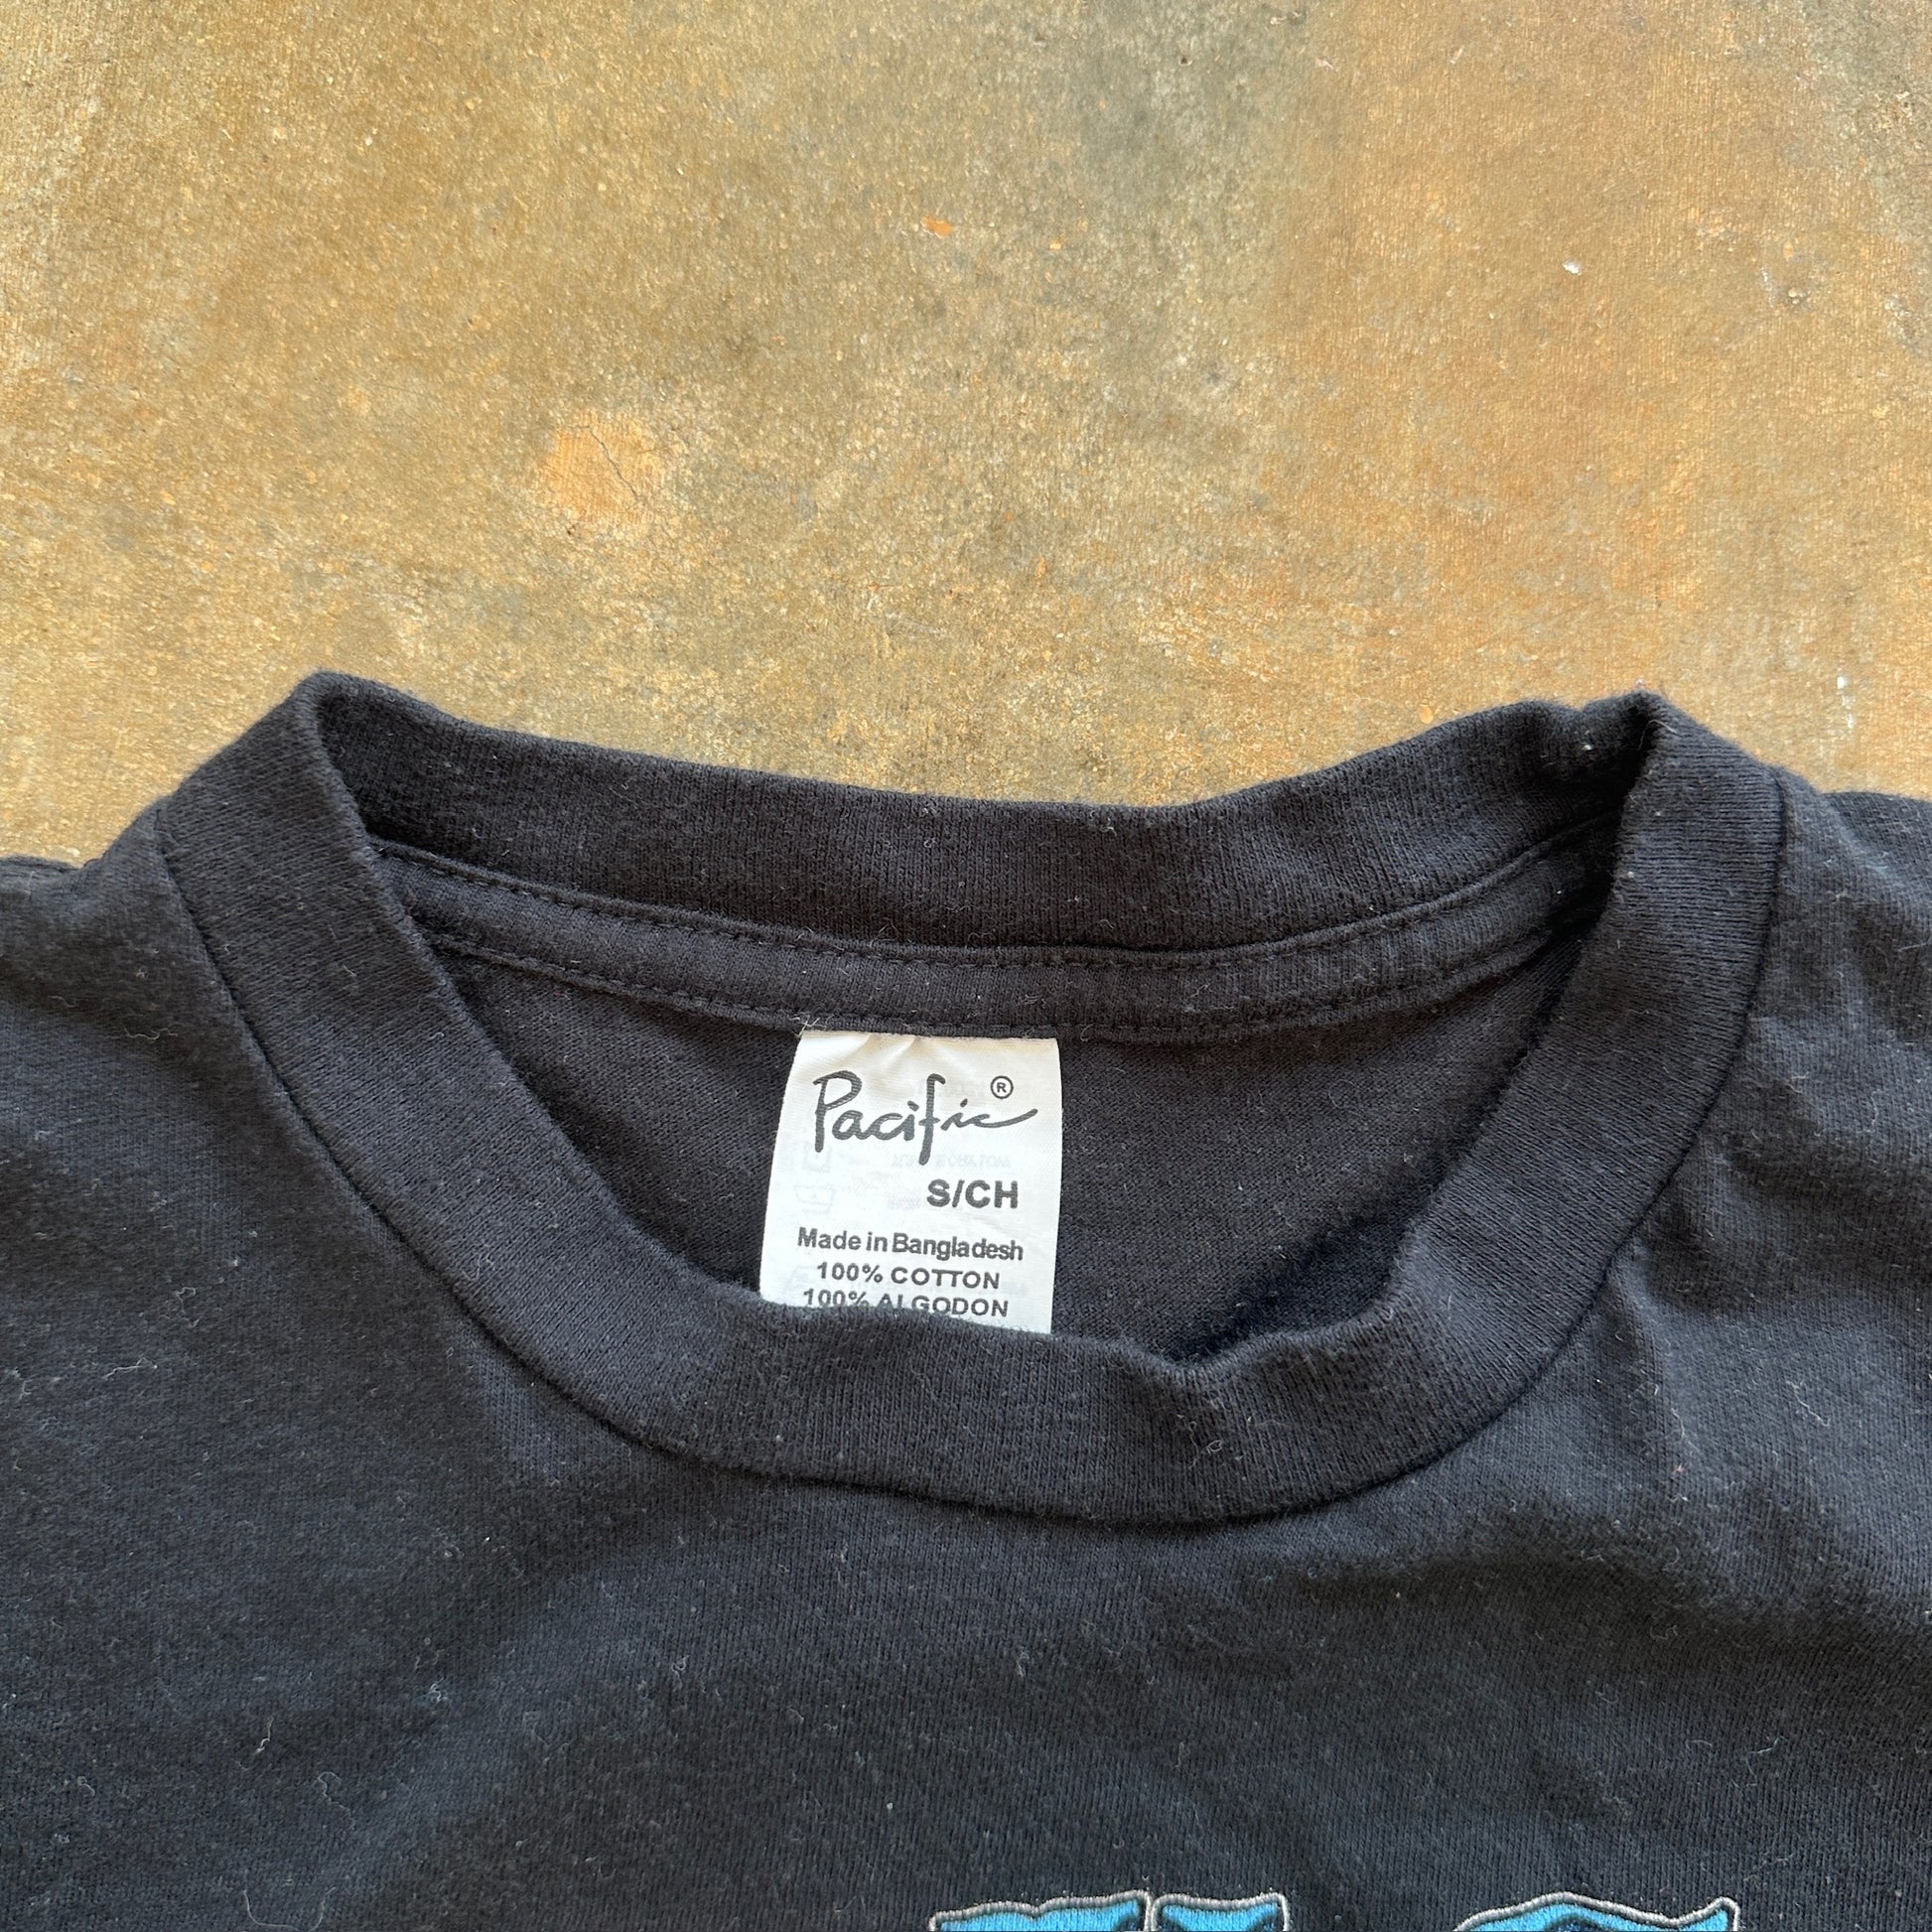 Pacific®
S/CH
Made in Bangladesh
100% COTTON
100% ALGODON